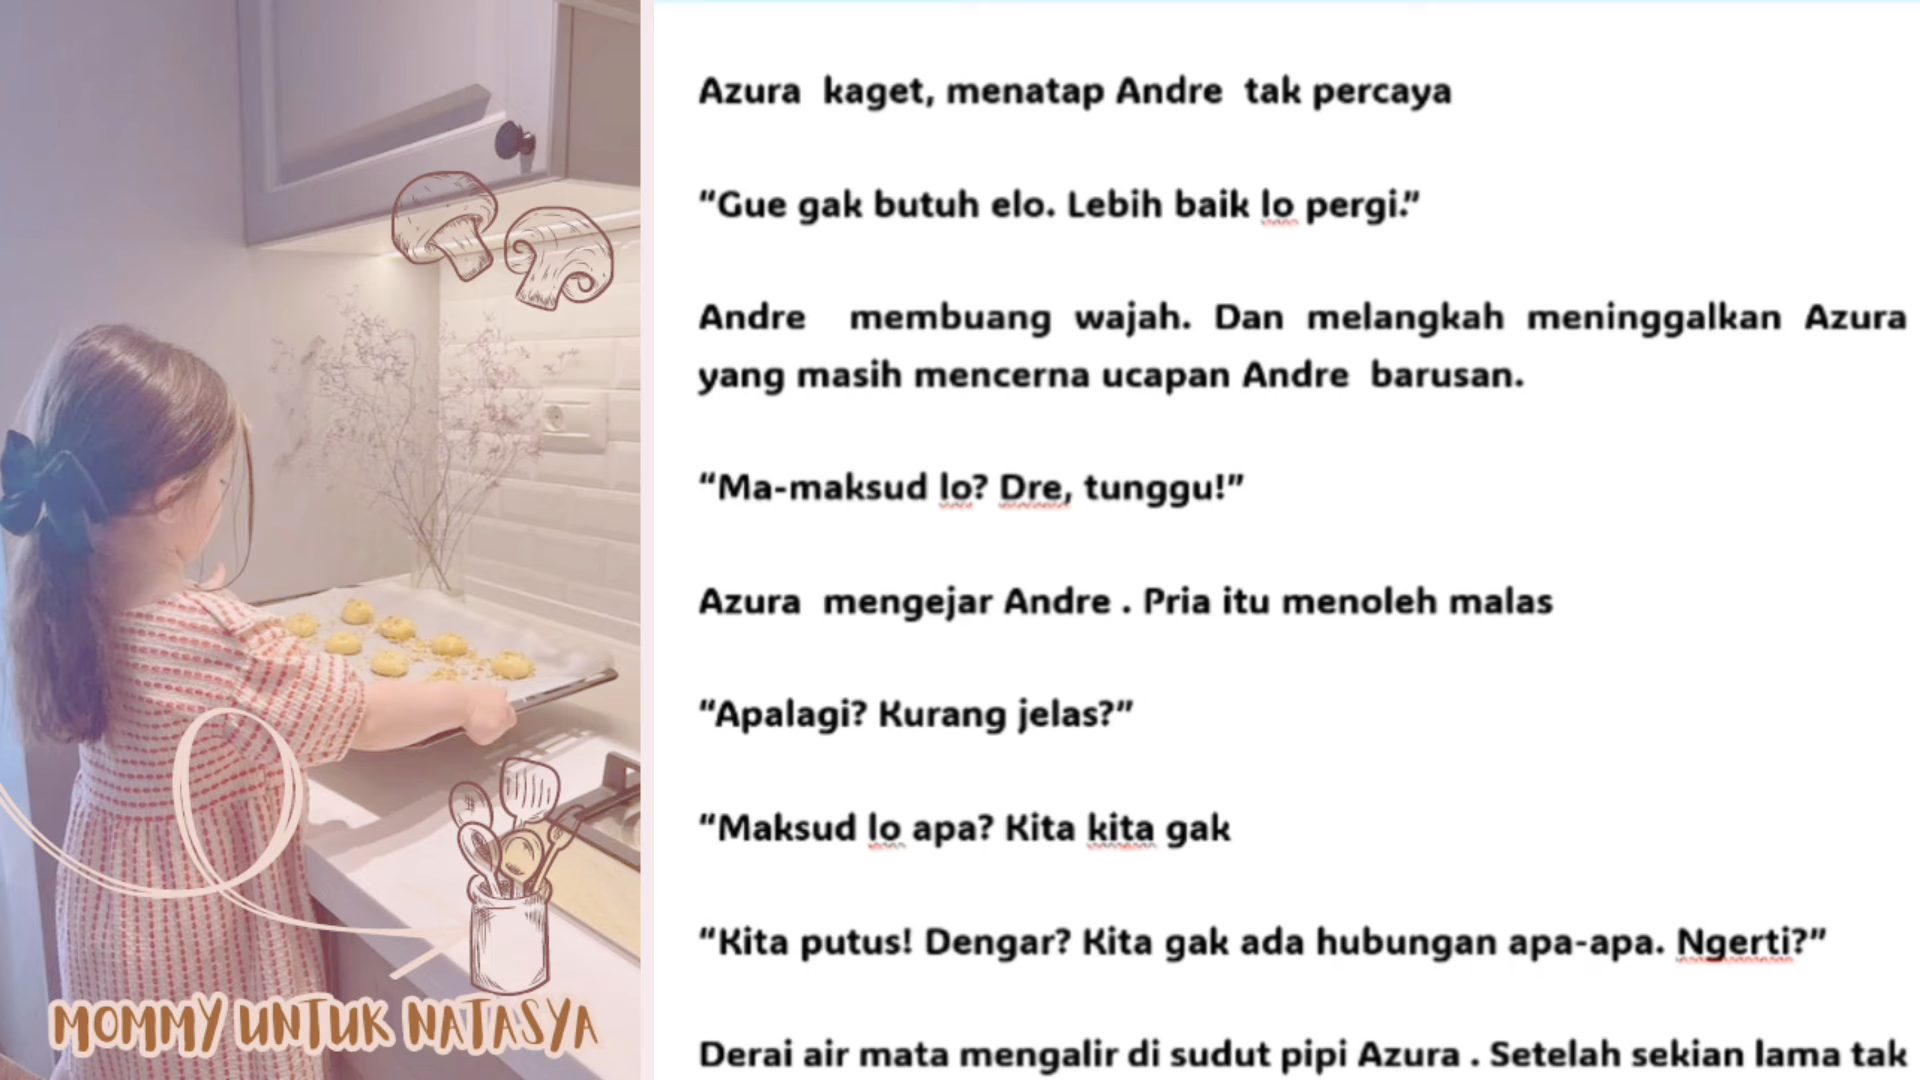 Azura kaget, menatap Andre tak percaya
“Gue gak butuh elo. Lebih baik lo pergi.”
Andre membuang wajah. Dan melangkah meninggalkan Azura
yang masih mencerna ucapan Andre barusan.
“Ma-maksud lo? Dre, tunggu!”
Azura mengejar Andre . Pria itu menoleh malas
“Apalagi? Kurang jelas?”
“Maksud lo apa? Kita kita gak
“Kita putus! Dengar? Kita gak ada hubungan apa-apa. Ngerti?”
Derai air mata mengalir di sudut pipi Azura . Setelah sekian lama tak
MOMMY UNTUK NATASYA